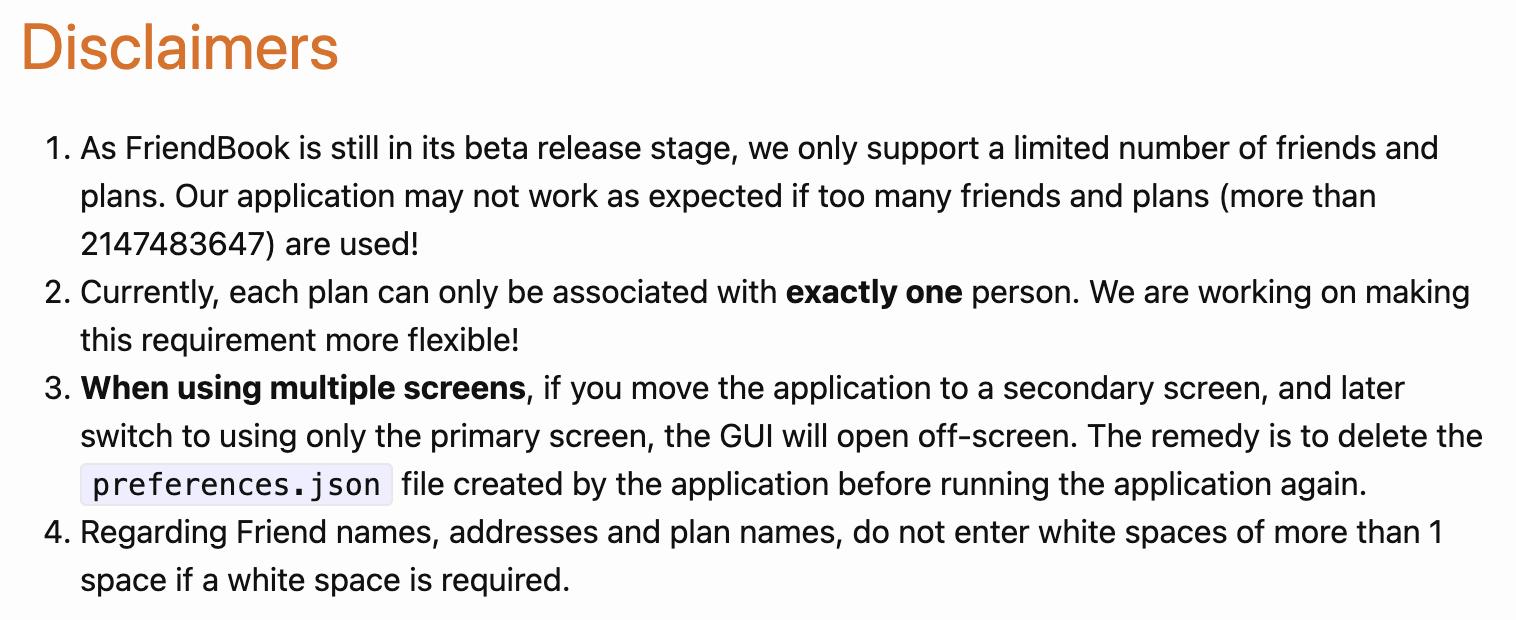 Disclaimers
1. As FriendBook is still in its beta release stage, we only support a limited number of friends and
plans. Our application may not work as expected if too many friends and plans (more than
2147483647) are used!
2. Currently, each plan can only be associated with exactly one person. We are working on making
this requirement more flexible!
3. When using multiple screens, if you move the application to a secondary screen, and later
switch to using only the primary screen, the GUI will open off-screen. The remedy is to delete the
preferences.json file created by the application before running the application again.
4. Regarding Friend names, addresses and plan names, do not enter white spaces of more than 1
space if a white space is required.